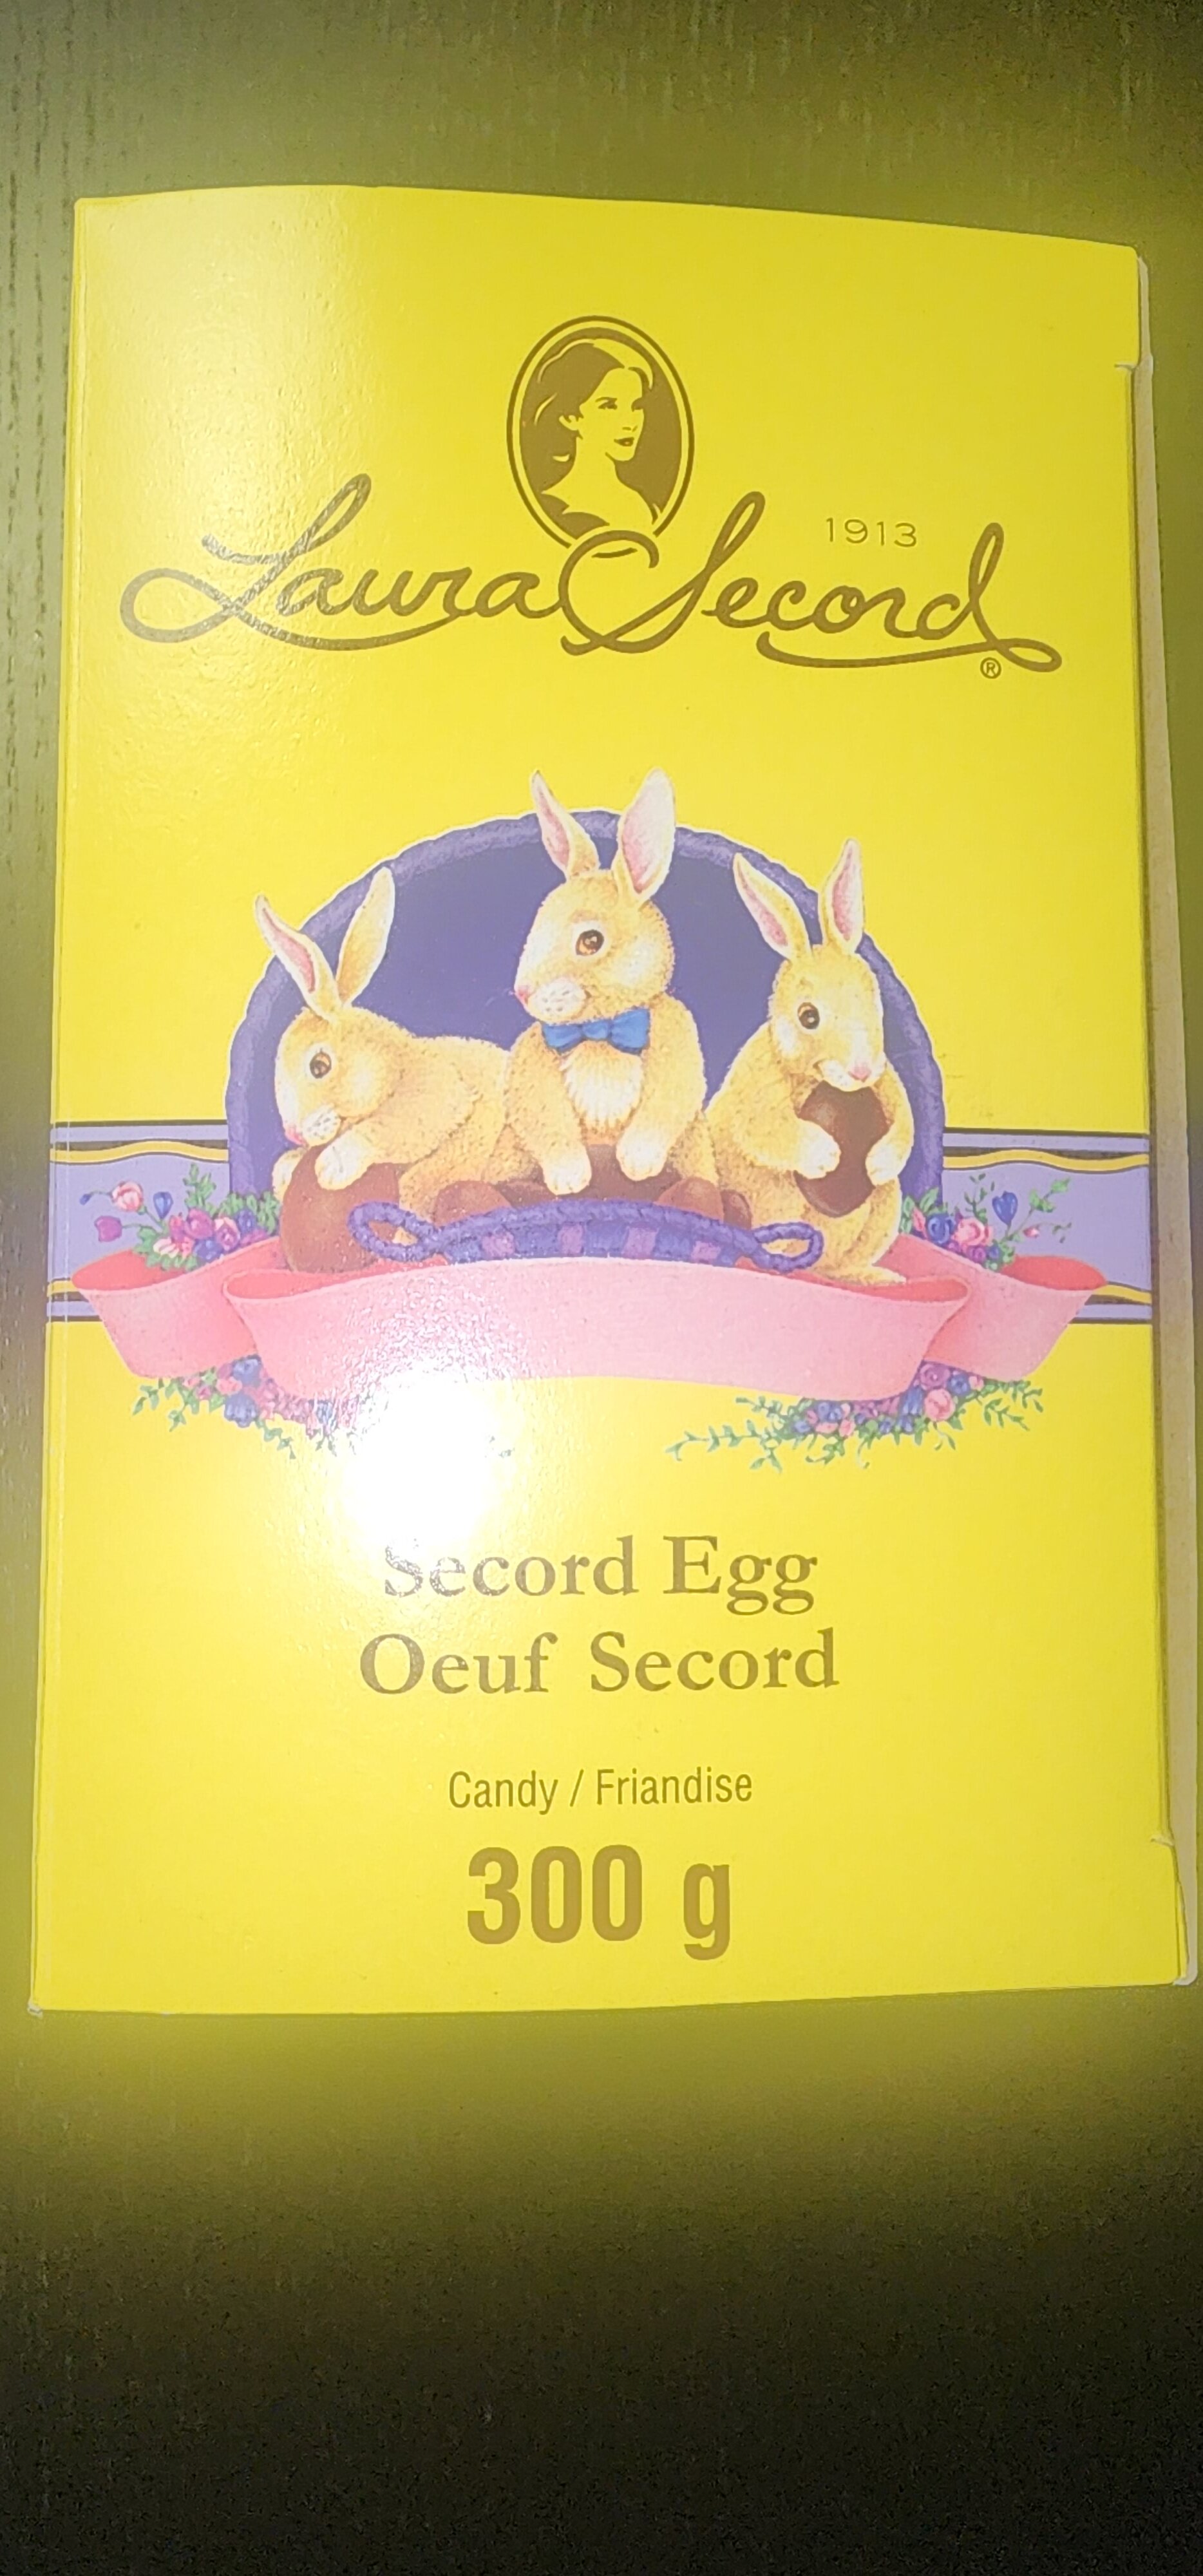 1913
Laura Secord
®
Secord Egg
Oeuf Secord
Candy / Friandise
300 g